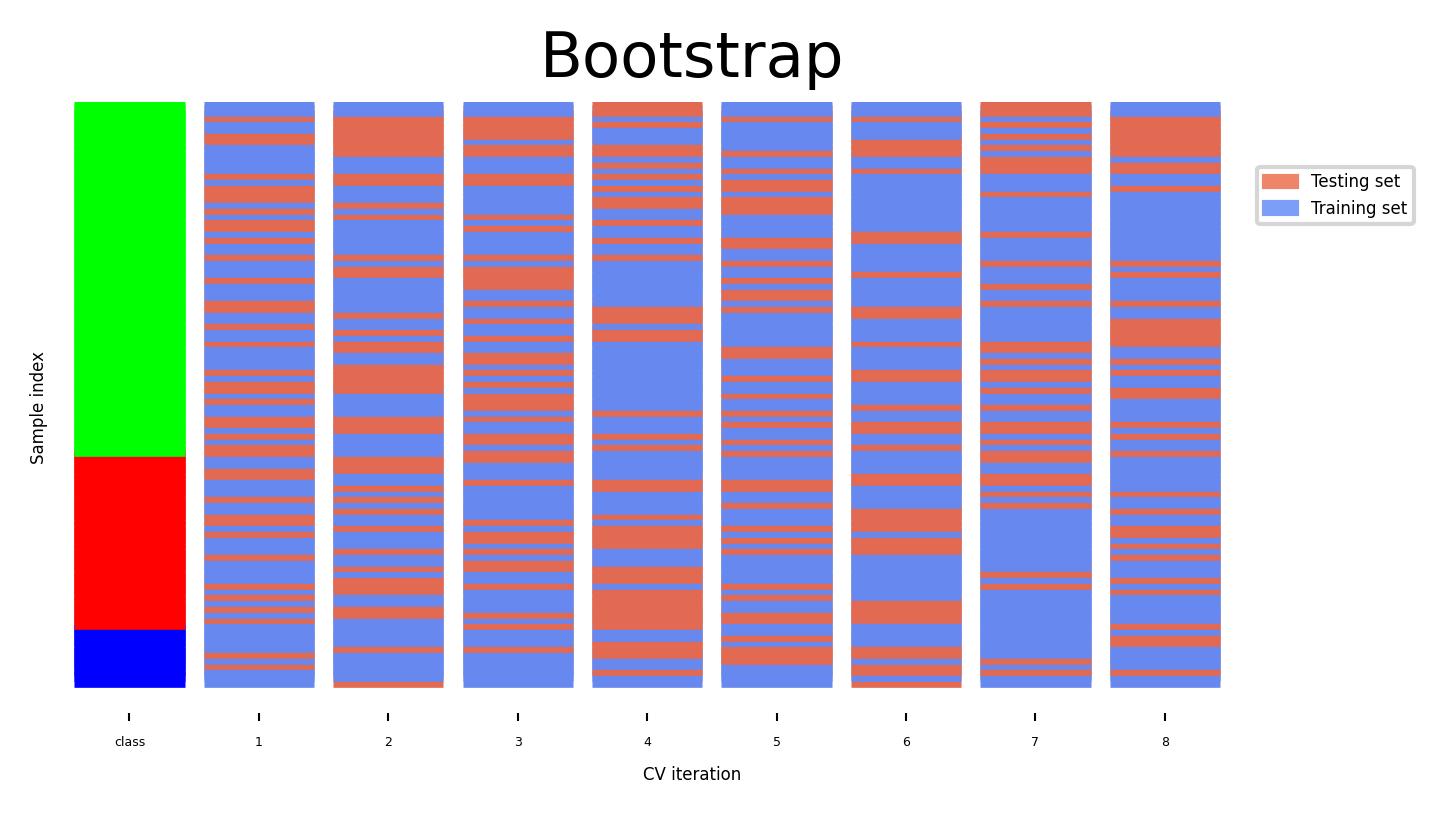 Bootstrap
Testing set
Training set
Sample index
class 1 2 3 4 5 6 7 8
CV iteration